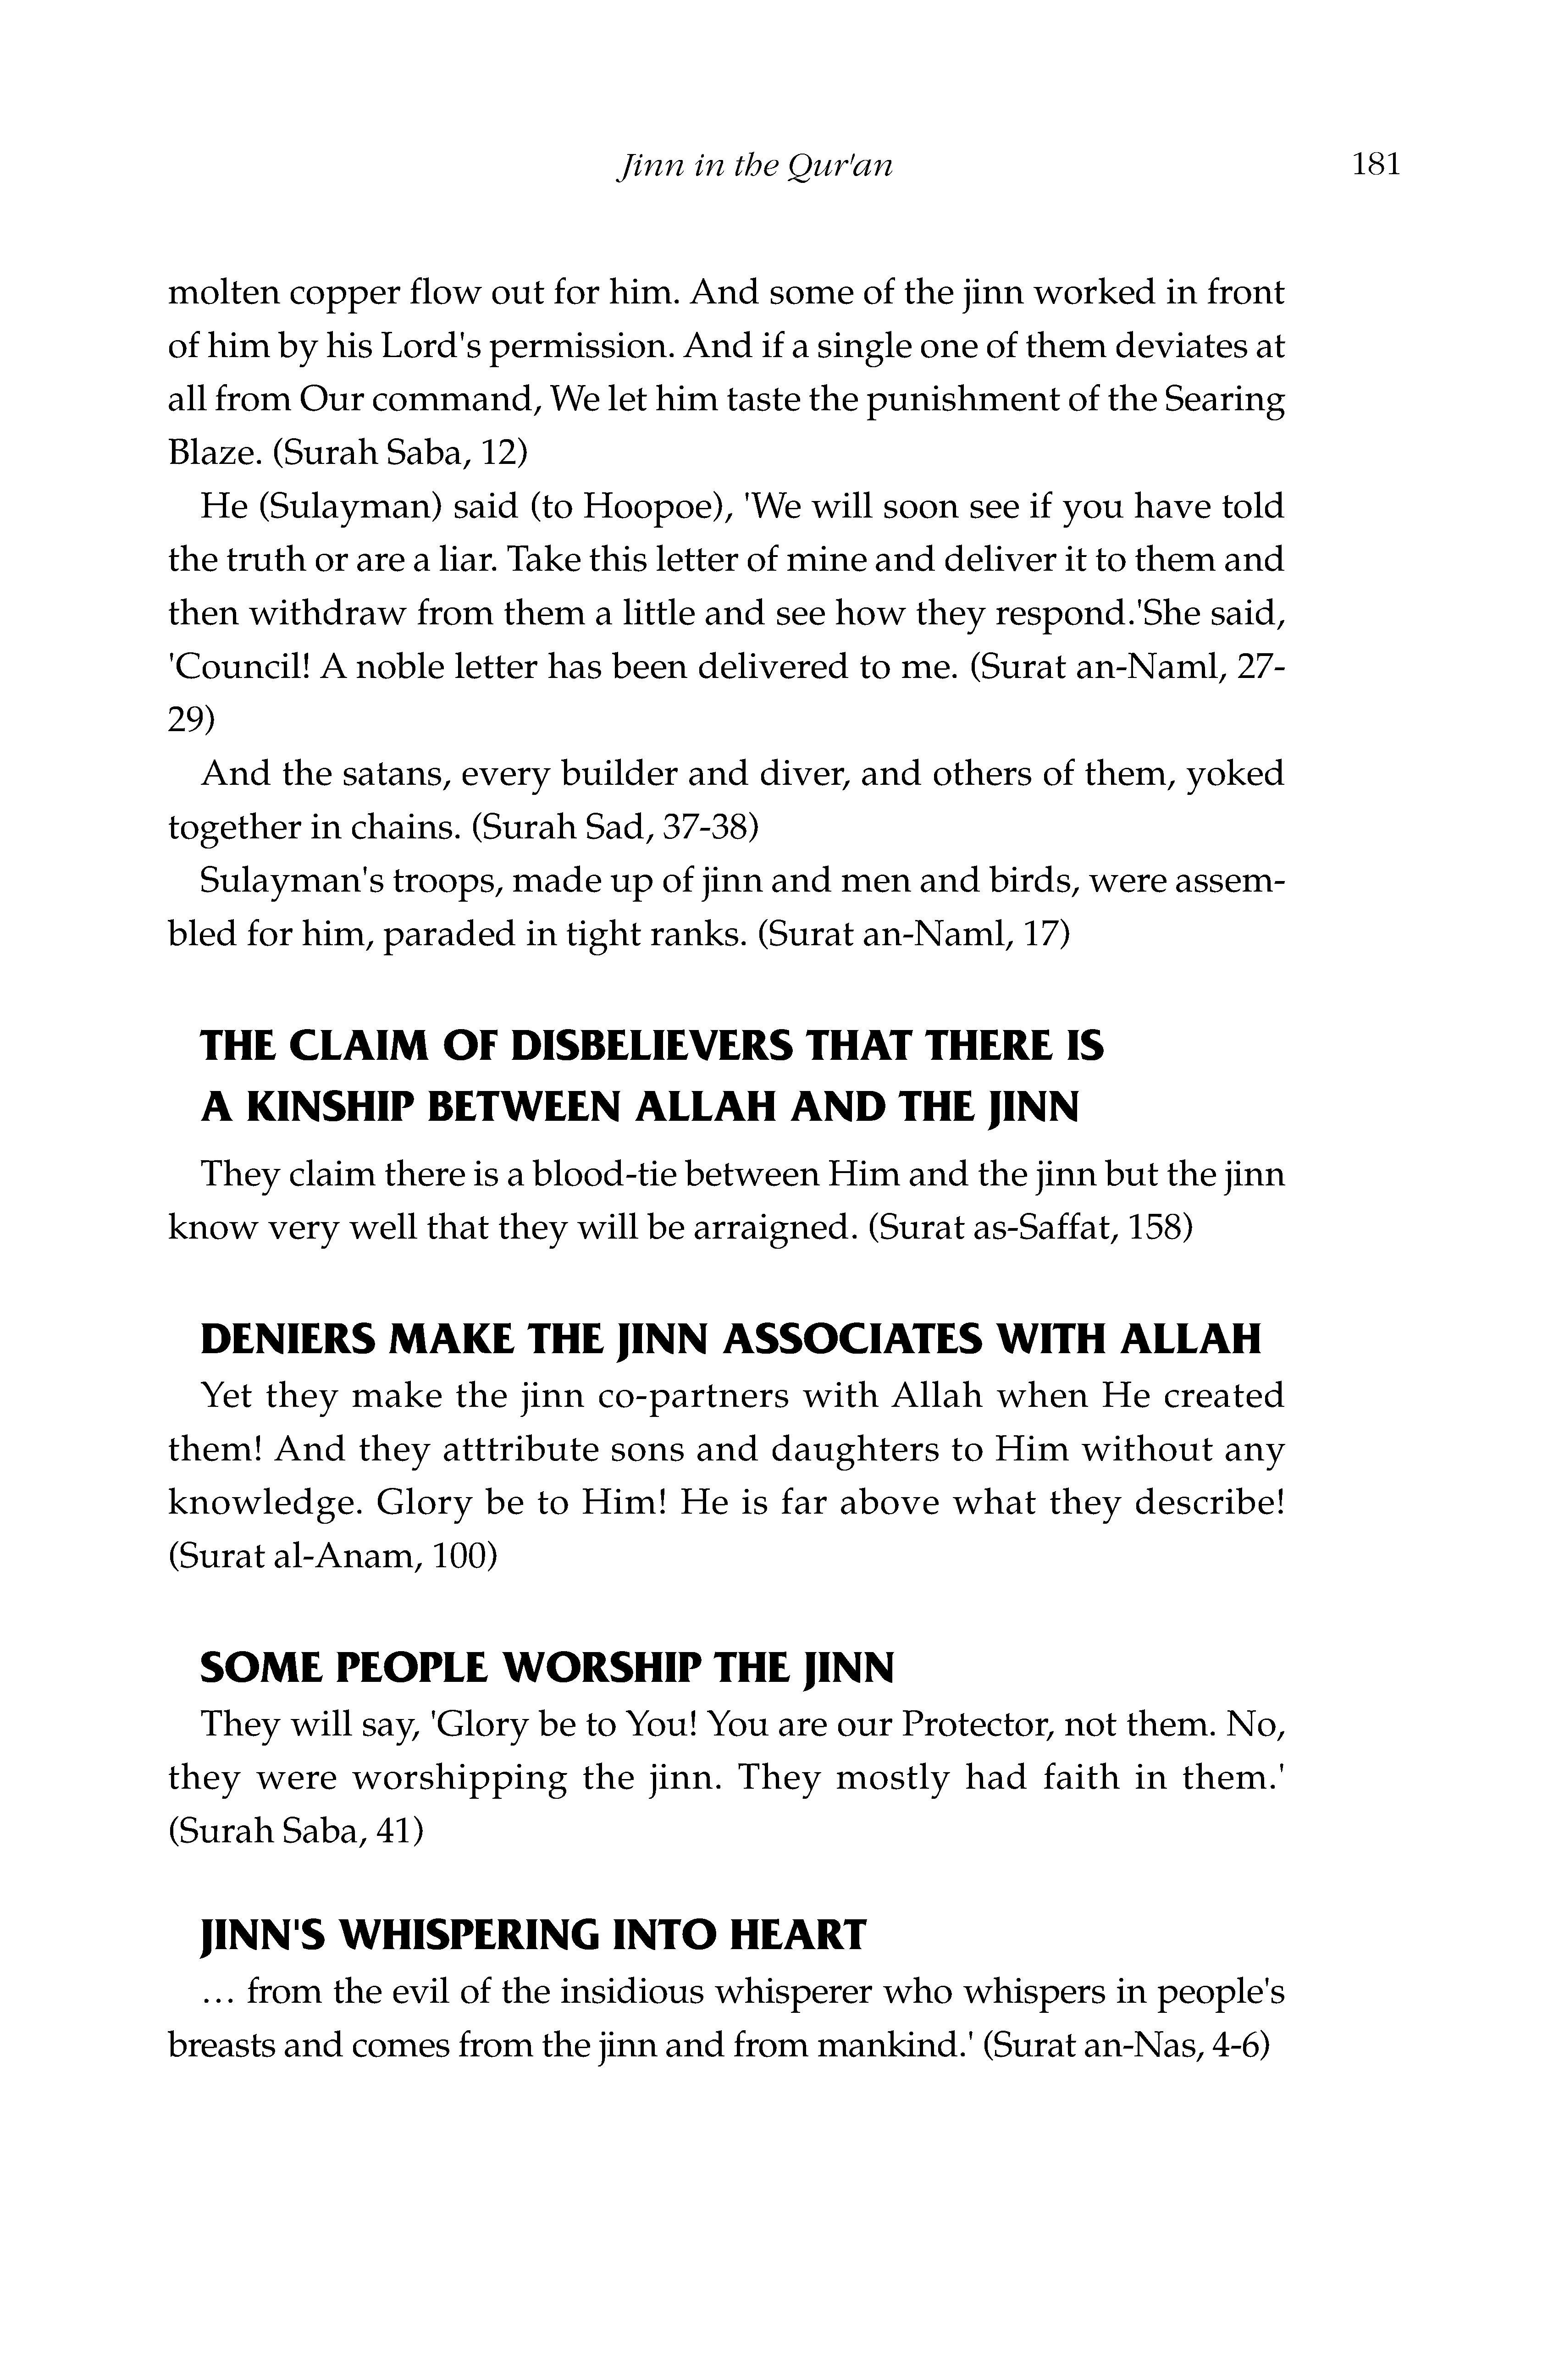 Jinn in the Qur'an 181
molten copper flow out for him. And some of the jinn worked in front
of him by his Lord's permission. And if a single one of them deviates at
all from Our command, We let him taste the punishment of the Searing
Blaze. (Surah Saba, 12)
He (Sulayman) said (to Hoopoe), 'We will soon see if you have told
the truth or are a liar. Take this letter of mine and deliver it to them and
then withdraw from them a little and see how they respond.'She said,
'Council! A noble letter has been delivered to me. (Surat an-Naml, 27-
29)
And the satans, every builder and diver, and others of them, yoked
together in chains. (Surah Sad, 37-38)
Sulayman's troops, made up of jinn and men and birds, were assem-
bled for him, paraded in tight ranks. (Surat an-Naml, 17)
THE CLAIM OF DISBELIEVERS THAT THERE IS
A KINSHIP BETWEEN ALLAH AND THE JINN
They claim there is a blood-tie between Him and the jinn but the jinn
know very well that they will be arraigned. (Surat as-Saffat, 158)
DENIERS MAKE THE JINN ASSOCIATES WITH ALLAH
Yet they make the jinn co-partners with Allah when He created
them! And they atttribute sons and daughters to Him without any
knowledge. Glory be to Him! He is far above what they describe!
(Surat al-Anam, 100)
SOME PEOPLE WORSHIP THE JINN
They will say, 'Glory be to You! You are our Protector, not them. No,
they were worshipping the jinn. They mostly had faith in them.'
(Surah Saba, 41)
JINN'S WHISPERING INTO HEART
… from the evil of the insidious whisperer who whispers in people's
breasts and comes from the jinn and from mankind.' (Surat an-Nas, 4-6)